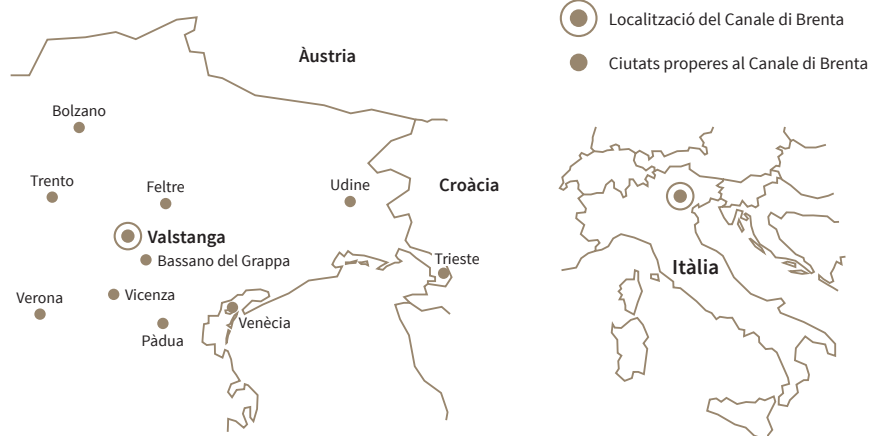 Localització del Canale di Brenta
Ciutats properes al Canale di Brenta
Àustria
Bolzano
Trento
Feltre
Udine
Croàcia
Valstanga
Bassano del Grappa
Trieste
Verona
Vicenza
Venècia
Pàdua
Itàlia